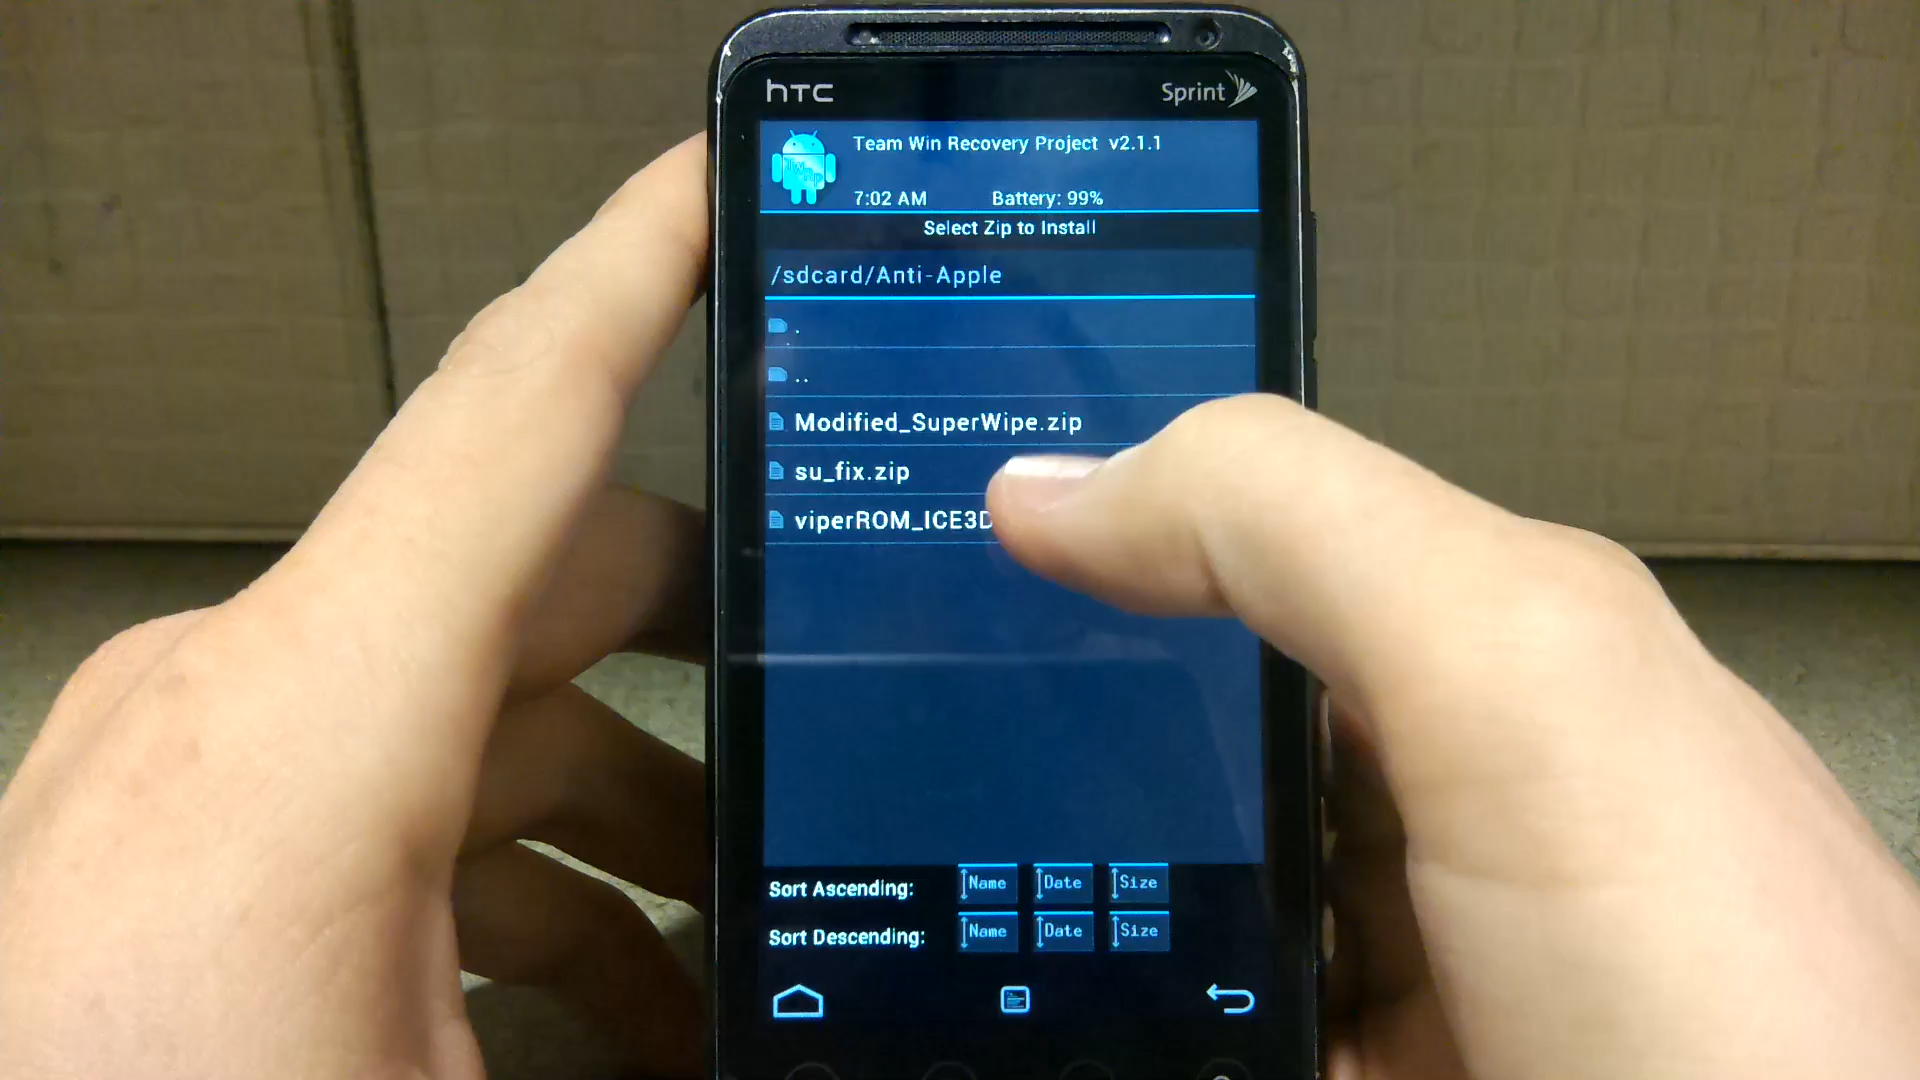 hTC Sprint
Team Win Recovery Project v2.1.1
7:02 AM Battery: 99%
Select Zip to Install
/sdcard/Anti-Apple
.
..
Modified_SuperWipe.zip
su_fix.zip
viperROM_ICE3D
Sort Ascending: Name Date Size
Sort Descending: Name Date Size